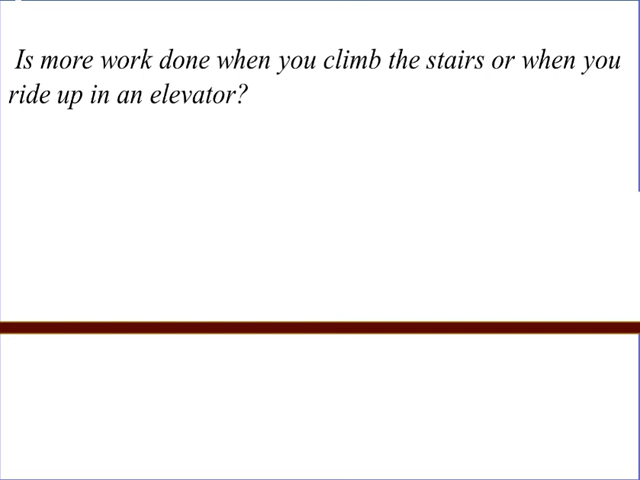 Is more work done when you climb the stairs or when you
ride up in an elevator?